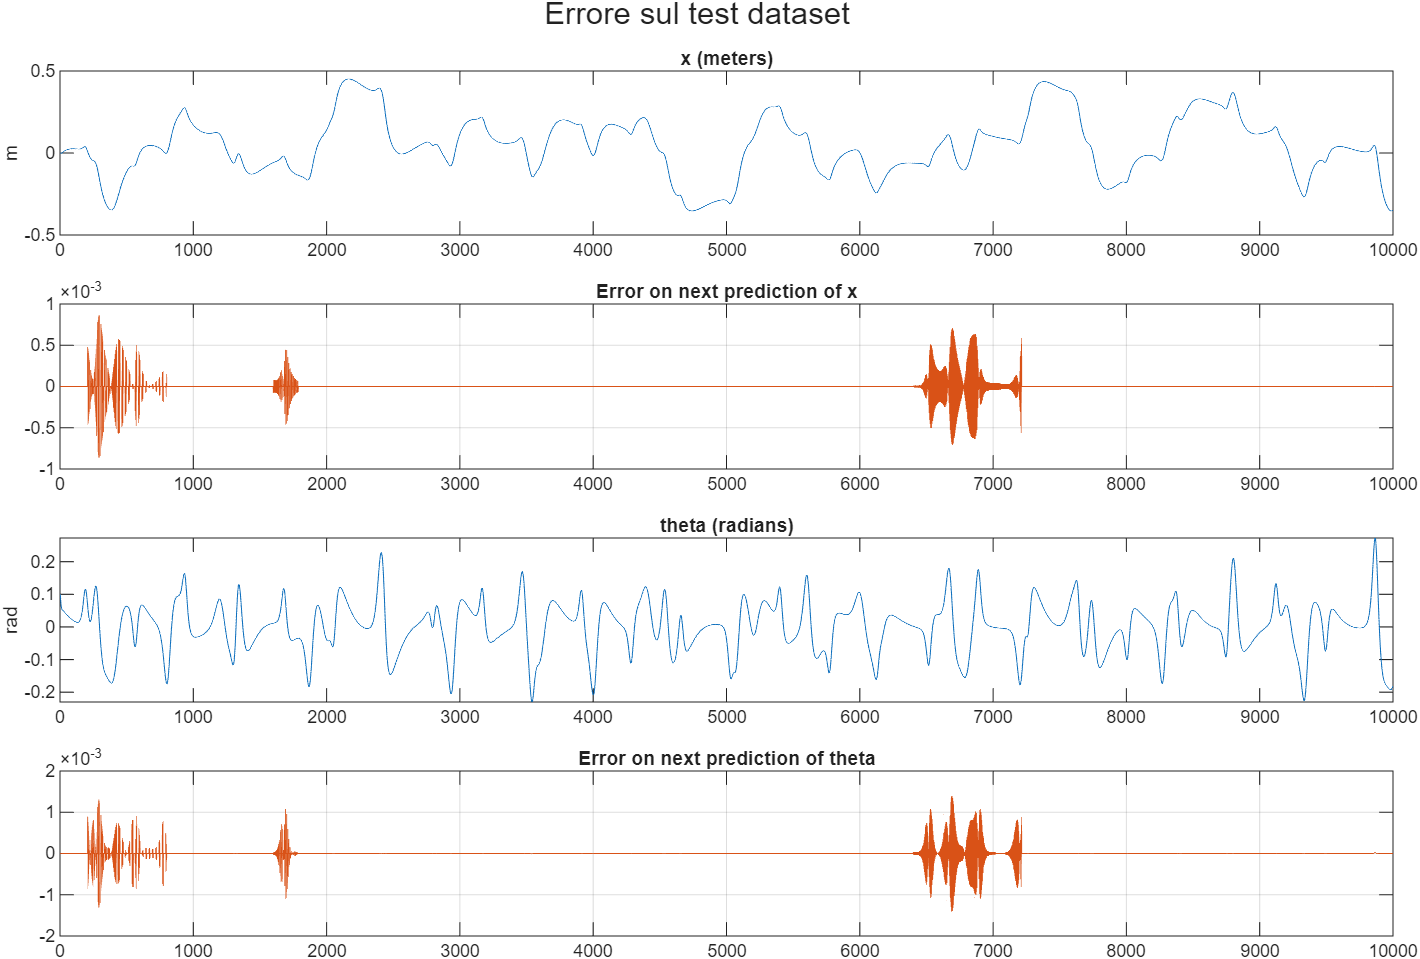 Errore sul test dataset
x (meters)
0.5
0
-0.5
m
0 1000 2000 3000 4000 5000 6000 7000 8000 9000 10000
×10-3
Error on next prediction of x
1
0.5
0
-0.5
-1
0 1000 2000 3000 4000 5000 6000 7000 8000 9000 10000
theta (radians)
0.2
0.1
0
-0.1
-0.2
rad
0 1000 2000 3000 4000 5000 6000 7000 8000 9000 10000
×10-3
Error on next prediction of theta
2
1
0
-1
-2
0 1000 2000 3000 4000 5000 6000 7000 8000 9000 10000